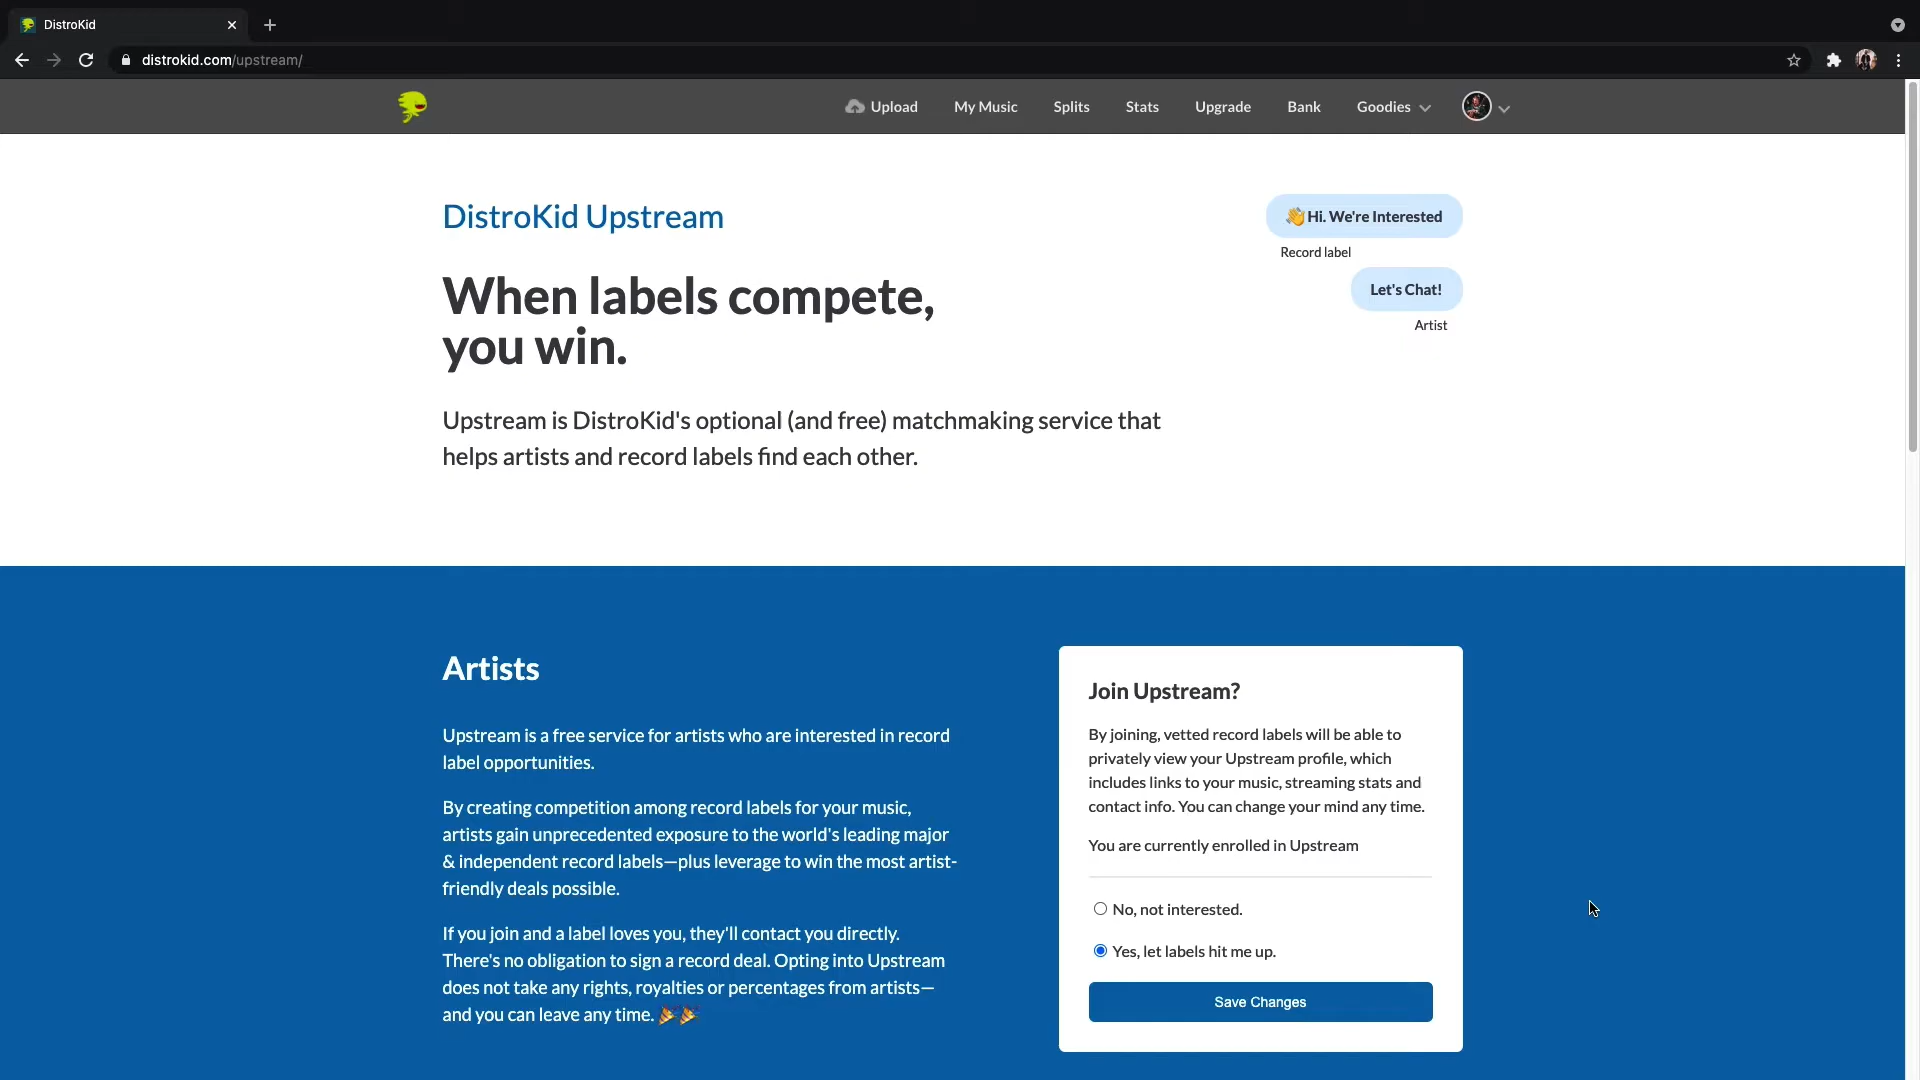 DistroKid
distrokid.com/upstream/
Upload
My Music
Splits
Stats
Upgrade
Bank
Goodies
DistroKid Upstream
When labels compete,
you win.
Upstream is DistroKid's optional (and free) matchmaking service that
helps artists and record labels find each other.
👋Hi. We're Interested
Record label
Let's Chat!
Artist
Artists
Upstream is a free service for artists who are interested in record
label opportunities.
By creating competition among record labels for your music,
artists gain unprecedented exposure to the world's leading major
& independent record labels—plus leverage to win the most artist-
friendly deals possible.
If you join and a label loves you, they'll contact you directly.
There's no obligation to sign a record deal. Opting into Upstream
does not take any rights, royalties or percentages from artists—
and you can leave any time. 🎉🎉
Join Upstream?
By joining, vetted record labels will be able to
privately view your Upstream profile, which
includes links to your music, streaming stats and
contact info. You can change your mind any time.
You are currently enrolled in Upstream
No, not interested.
Yes, let labels hit me up.
Save Changes